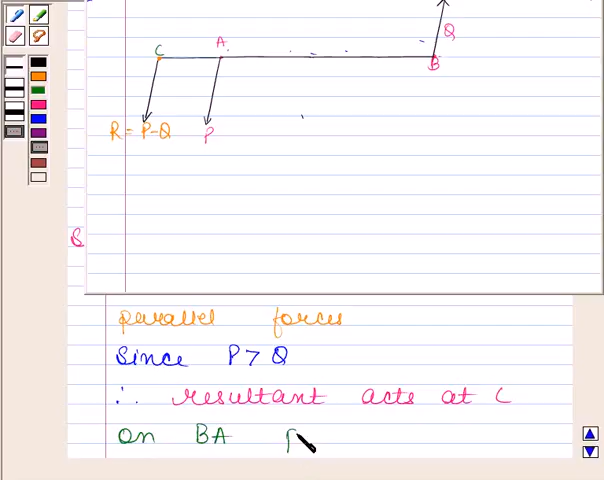 Q
C A
B
R = P-Q P
S
parallel forces
Since P > Q
∴ resultant acts at C
on BA